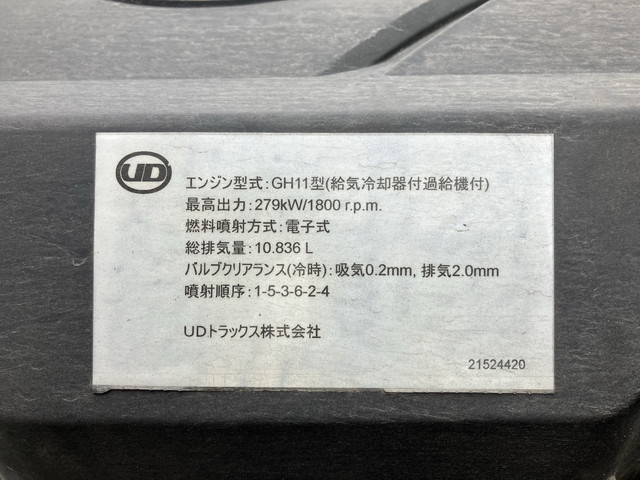 UD
エンジン型式:GH11型(給気冷却器付過給機付)
最高出力:279kW/1800 r.p.m.
燃料噴射方式:電子式
総排気量:10.836 L
バルブクリアランス(冷時):吸気0.2mm, 排気2.0mm
噴射順序:1-5-3-6-2-4
UDトラックス株式会社
21524420